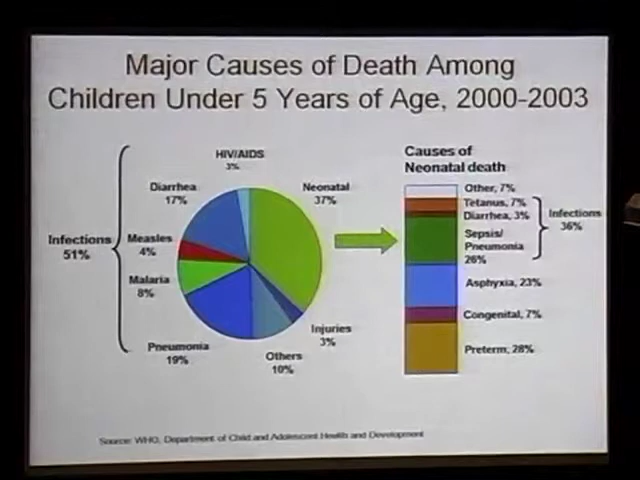 Major Causes of Death Among
Children Under 5 Years of Age, 2000-2003
HIV/AIDS
3%
Diarrhea
17%
Neonatal
37%
Infections
51%
Measles
4%
Malaria
8%
Pneumonia
19%
Others
10%
Injuries
3%
Causes of
Neonatal death
Other, 7%
Tetanus, 7%
Diarrhea, 3%
Sepsis/
Pneumonia
26%
Infections
36%
Asphyxia, 23%
Congenital, 7%
Preterm, 28%
Source: WHO, Department of Child and Adolescent Health and Development